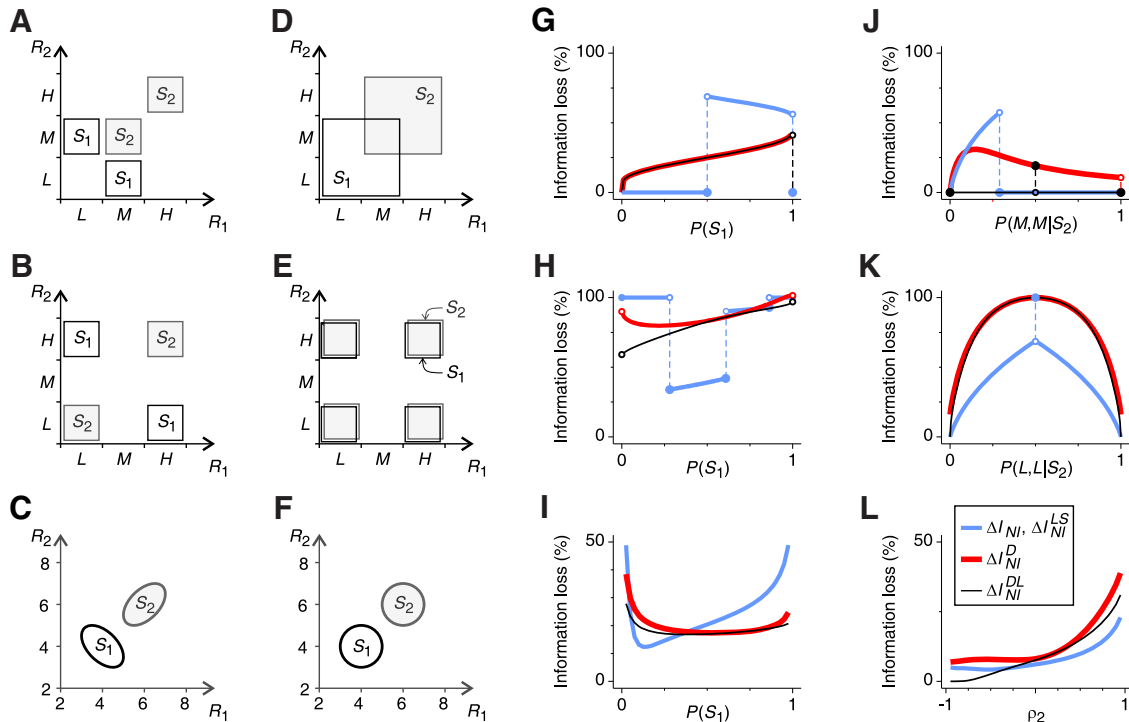 A
R2
H
M
L
S1
S2
S2
S1
L M H
R1
D
R2
H
M
L
S2
S1
L M H
R1
G
Information loss (%)
100
0
0 1
P(S1)
J
Information loss (%)
100
0
0 1
P(M,M|S2)
B
R2
H
M
L
S1
S2
S2
S1
L M H
R1
E
R2
H
M
L
S2
S1
L M H
R1
H
Information loss (%)
100
0
0 1
P(S1)
K
Information loss (%)
100
0
0 1
P(L,L|S2)
C
R2
8
6
4
2
S2
S1
2 4 6 8
R1
F
R2
8
6
4
2
S2
S1
2 4 6 8
R1
I
Information loss (%)
50
0
0 1
P(S1)
L
Information loss (%)
50
0
ΔI_NI, ΔI_NI^LS
ΔI_NI^D
ΔI_NI^DL
-1 1
ρ2